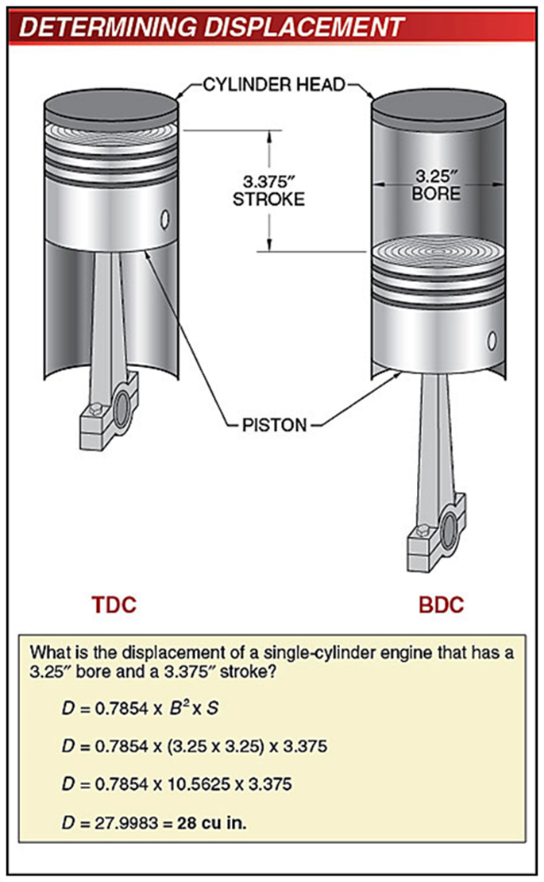 DETERMINING DISPLACEMENT
CYLINDER HEAD
3.375″
STROKE
3.25″
BORE
PISTON
TDC
BDC
What is the displacement of a single-cylinder engine that has a
3.25″ bore and a 3.375″ stroke?
D = 0.7854 x B² x S
D = 0.7854 x (3.25 x 3.25) x 3.375
D = 0.7854 x 10.5625 x 3.375
D = 27.9983 = 28 cu in.